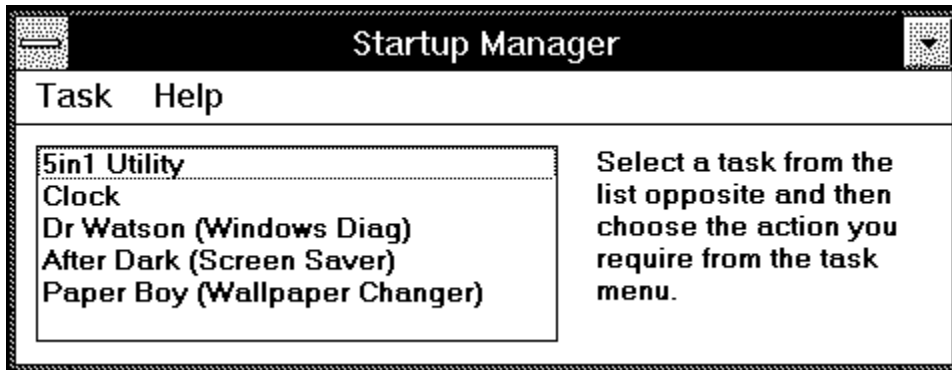 Startup Manager
Task Help
5in1 Utility
Clock
Dr Watson (Windows Diag)
After Dark (Screen Saver)
Paper Boy (Wallpaper Changer)
Select a task from the
list opposite and then
choose the action you
require from the task
menu.